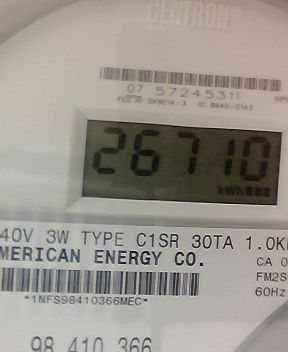 CENTRON®
07 57245311
26710
kWh
40V 3W TYPE C1SR 30TA 1.0K
MERICAN ENERGY CO.
CA 0
FM2S
60Hz
*1NFS98410366MEC*
98 410 366